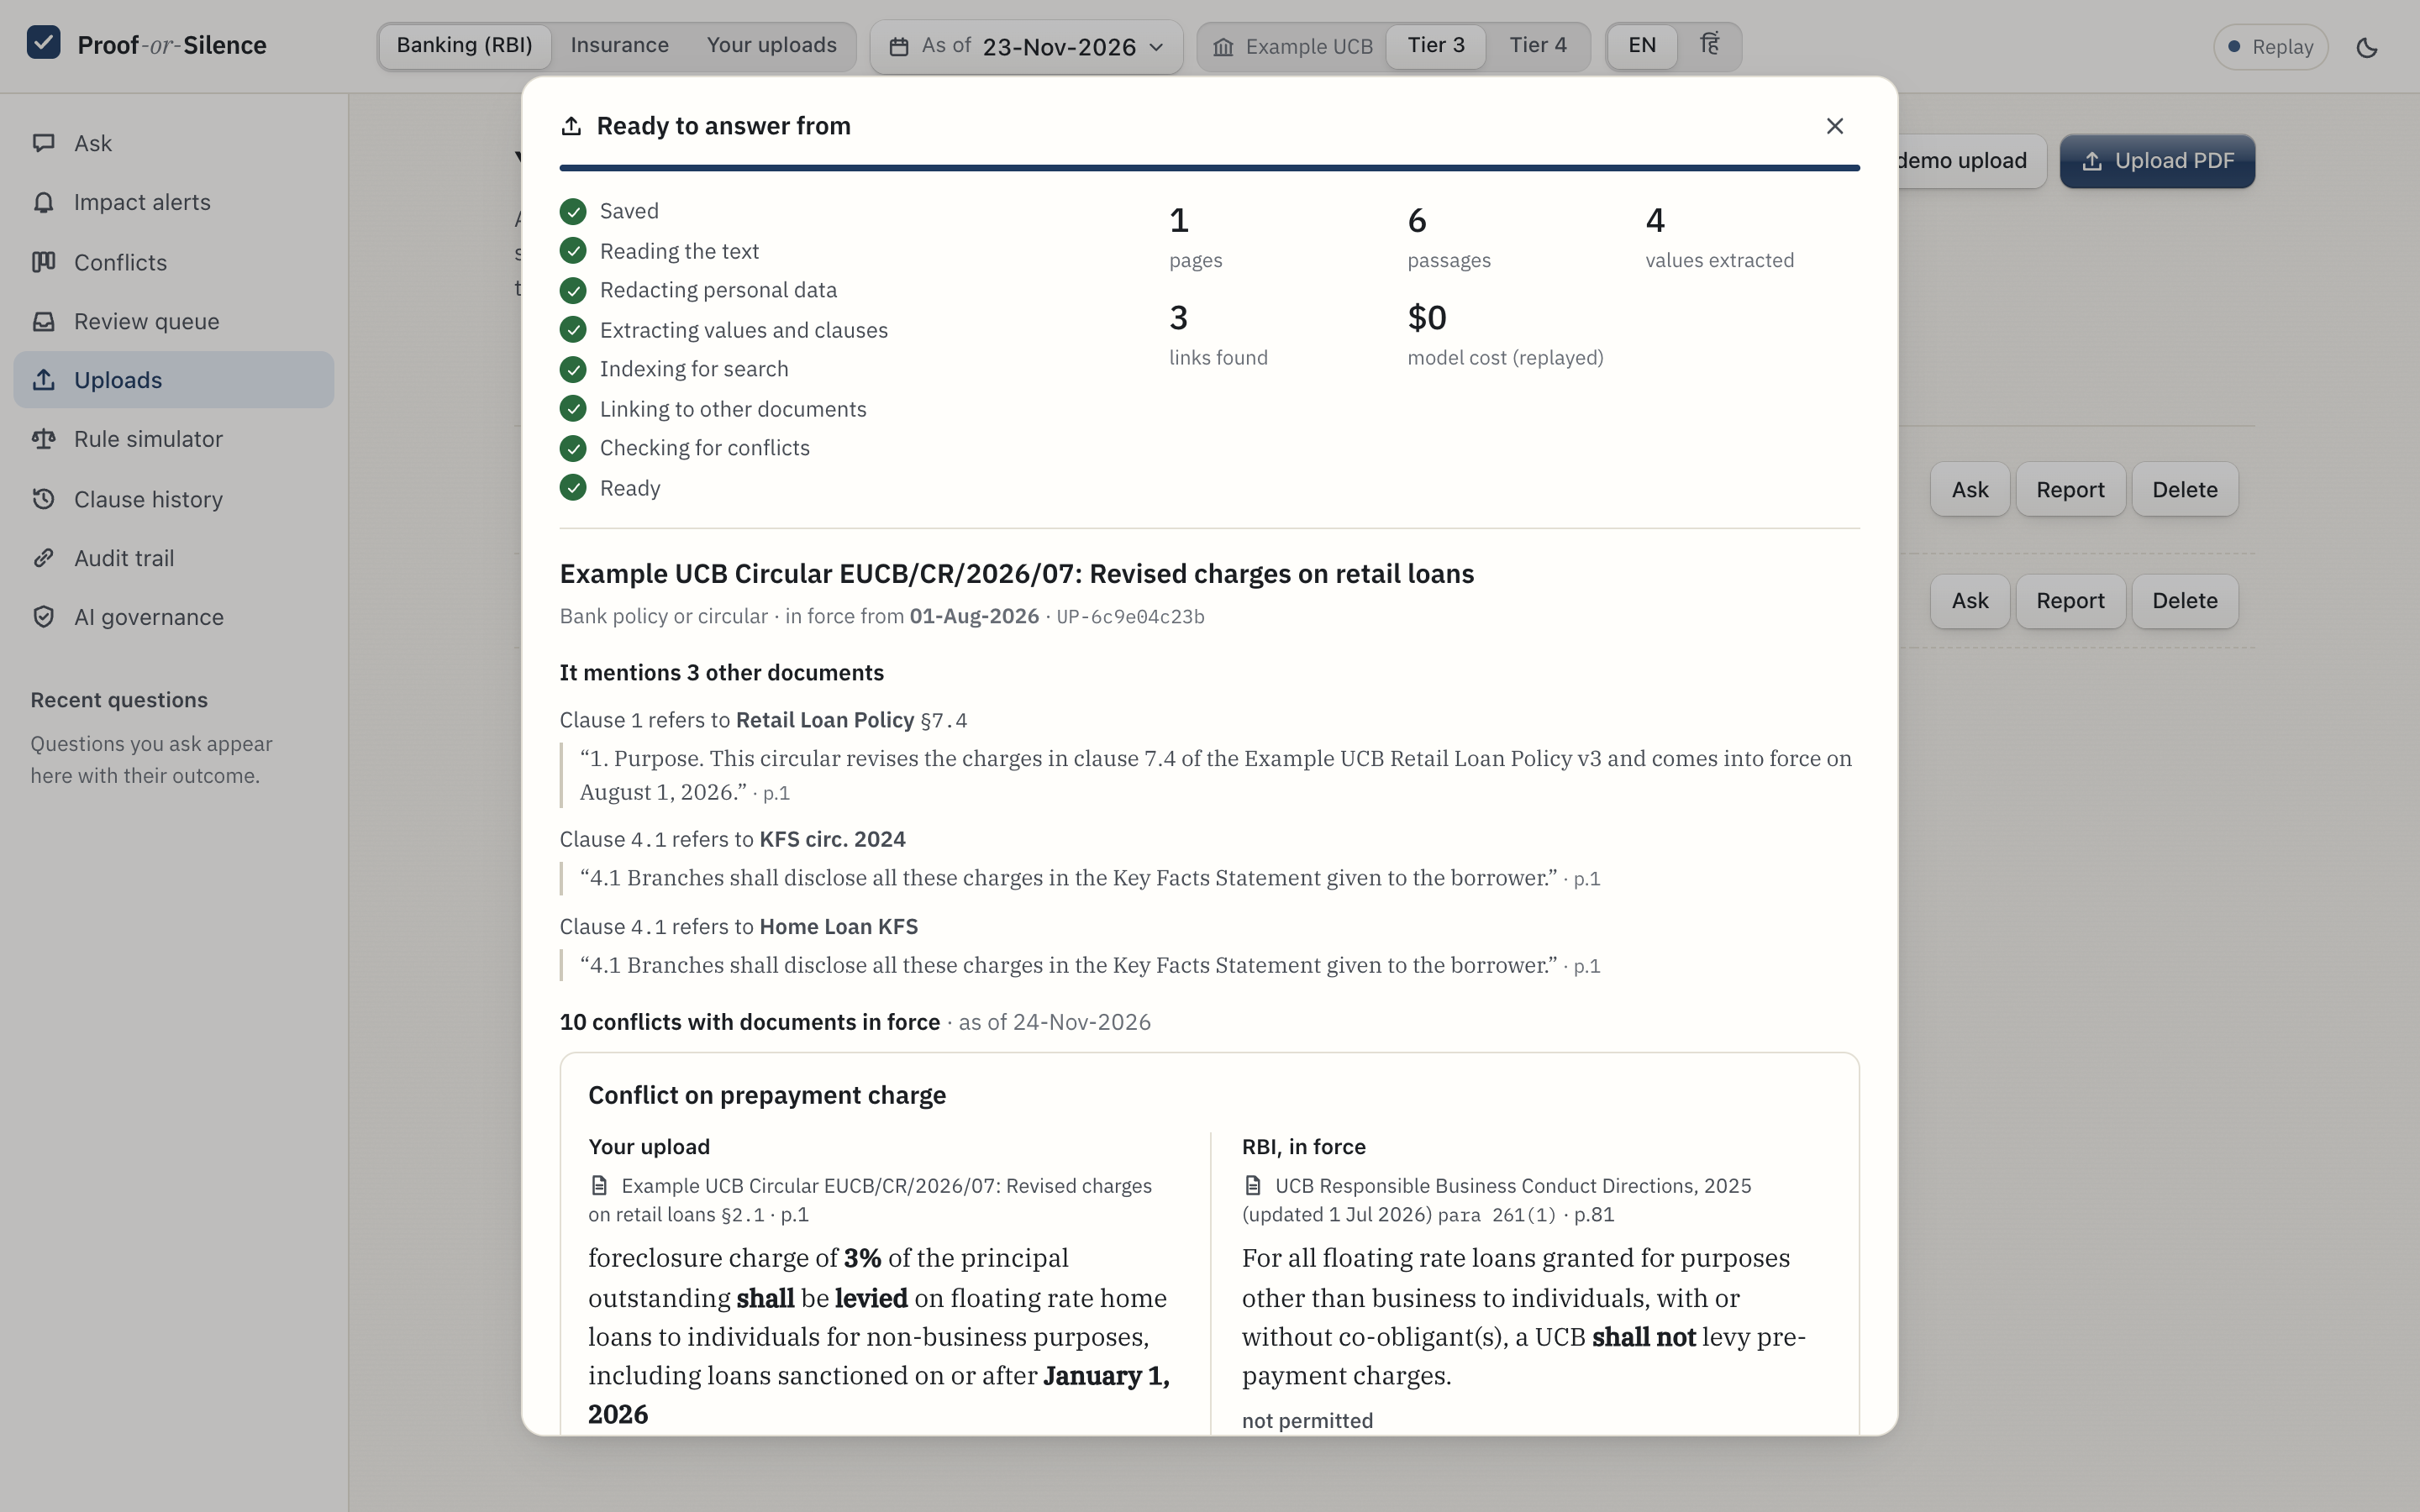 Proof-or-Silence
Banking (RBI) Insurance Your uploads
As of 23-Nov-2026
Example UCB Tier 3 Tier 4
EN हिं
Replay
Ask
Impact alerts
Conflicts
Review queue
Uploads
Rule simulator
Clause history
Audit trail
AI governance
Recent questions
Questions you ask appear
here with their outcome.
demo upload
Upload PDF
Ask Report Delete
Ask Report Delete
Ready to answer from
Saved
Reading the text
Redacting personal data
Extracting values and clauses
Indexing for search
Linking to other documents
Checking for conflicts
Ready
1 6 4
pages passages values extracted
3 $0
links found model cost (replayed)
Example UCB Circular EUCB/CR/2026/07: Revised charges on retail loans
Bank policy or circular · in force from 01-Aug-2026 · UP-6c9e04c23b
It mentions 3 other documents
Clause 1 refers to Retail Loan Policy §7.4
“1. Purpose. This circular revises the charges in clause 7.4 of the Example UCB Retail Loan Policy v3 and comes into force on
August 1, 2026.” · p.1
Clause 4.1 refers to KFS circ. 2024
“4.1 Branches shall disclose all these charges in the Key Facts Statement given to the borrower.” · p.1
Clause 4.1 refers to Home Loan KFS
“4.1 Branches shall disclose all these charges in the Key Facts Statement given to the borrower.” · p.1
10 conflicts with documents in force · as of 24-Nov-2026
Conflict on prepayment charge
Your upload
Example UCB Circular EUCB/CR/2026/07: Revised charges
on retail loans §2.1 · p.1
foreclosure charge of 3% of the principal
outstanding shall be levied on floating rate home
loans to individuals for non-business purposes,
including loans sanctioned on or after January 1,
2026
RBI, in force
UCB Responsible Business Conduct Directions, 2025
(updated 1 Jul 2026) para 261(1) · p.81
For all floating rate loans granted for purposes
other than business to individuals, with or
without co-obligant(s), a UCB shall not levy pre-
payment charges.
not permitted